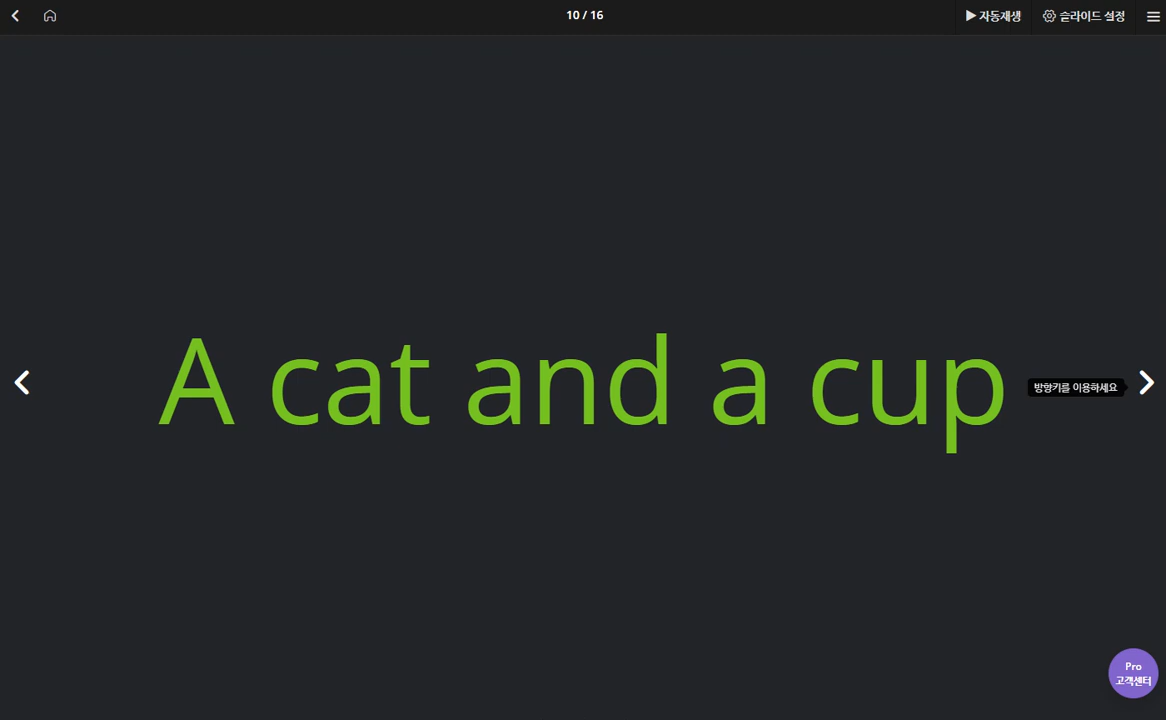 10 / 16
▶ 자동재생
슬라이드 설정
A cat and a cup
방향키를 이용하세요
Pro
고객센터